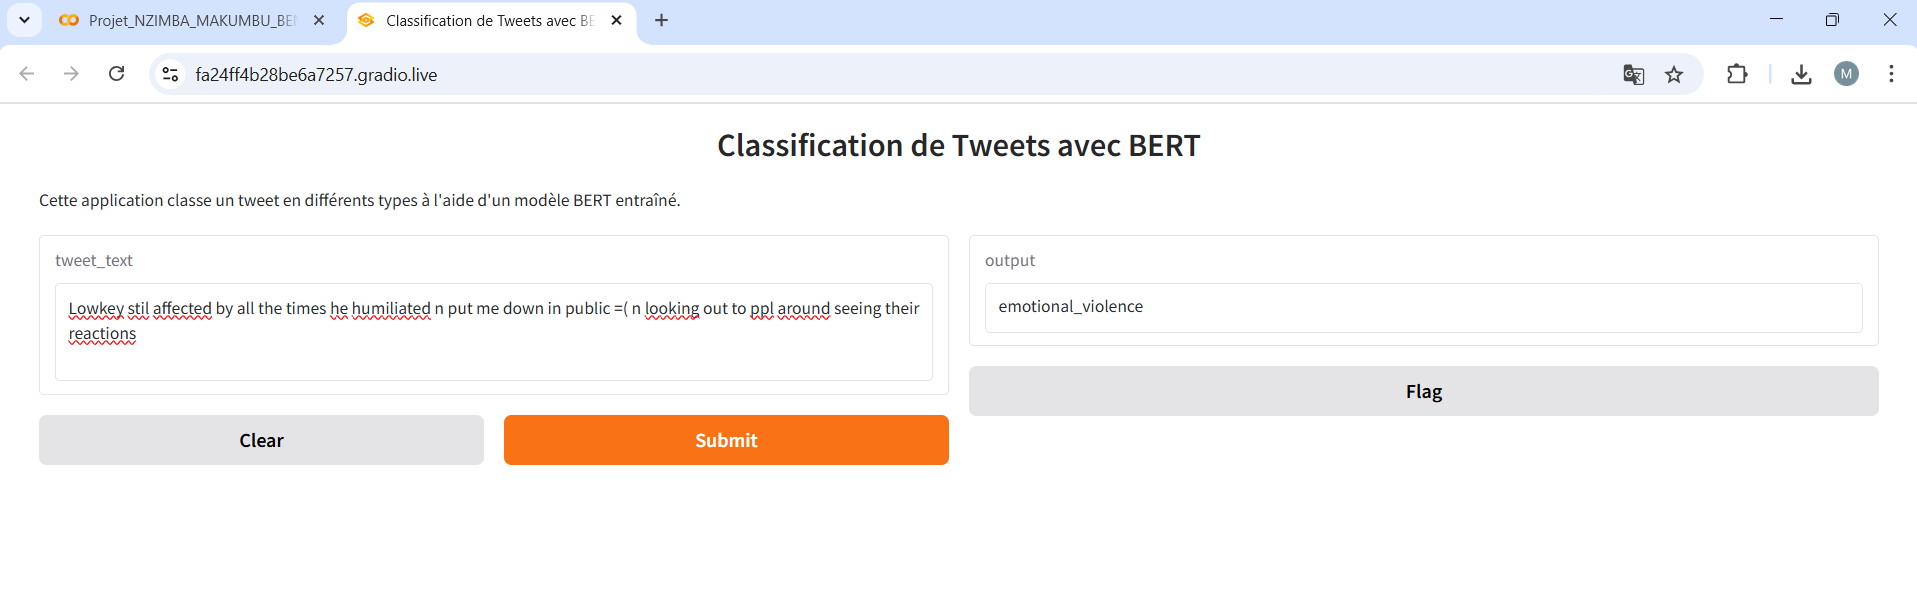 Projet_NZIMBA_MAKUMBU_BEN
Classification de Tweets avec BE
fa24ff4b28be6a7257.gradio.live
M
Classification de Tweets avec BERT
Cette application classe un tweet en différents types à l'aide d'un modèle BERT entraîné.
tweet_text
Lowkey stil affected by all the times he humiliated n put me down in public =( n looking out to ppl around seeing their
reactions
output
emotional_violence
Flag
Clear
Submit